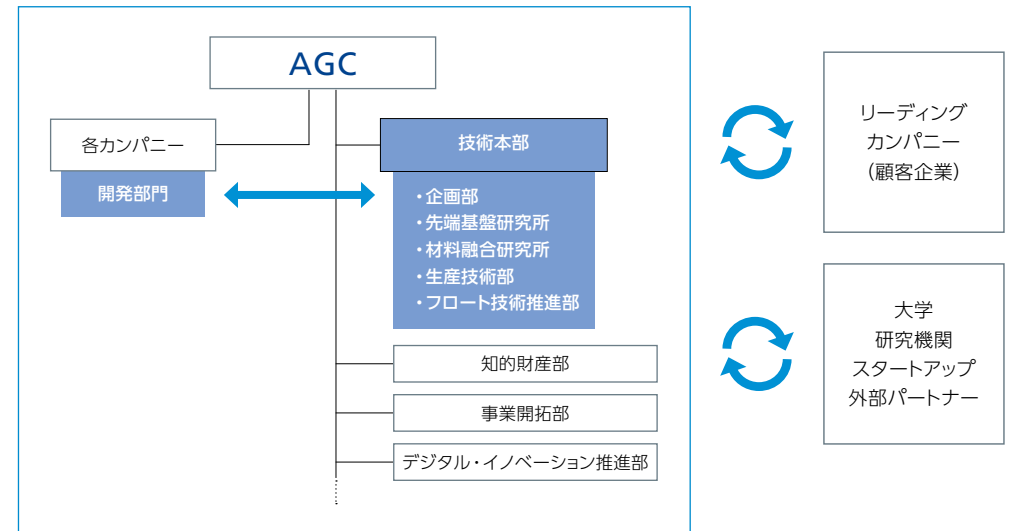 AGC
各カンパニー
開発部門
技術本部
・企画部
・先端基盤研究所
・材料融合研究所
・生産技術部
・フロート技術推進部
知的財産部
事業開拓部
デジタル・イノベーション推進部
リーディング
カンパニー
（顧客企業）
大学
研究機関
スタートアップ
外部パートナー